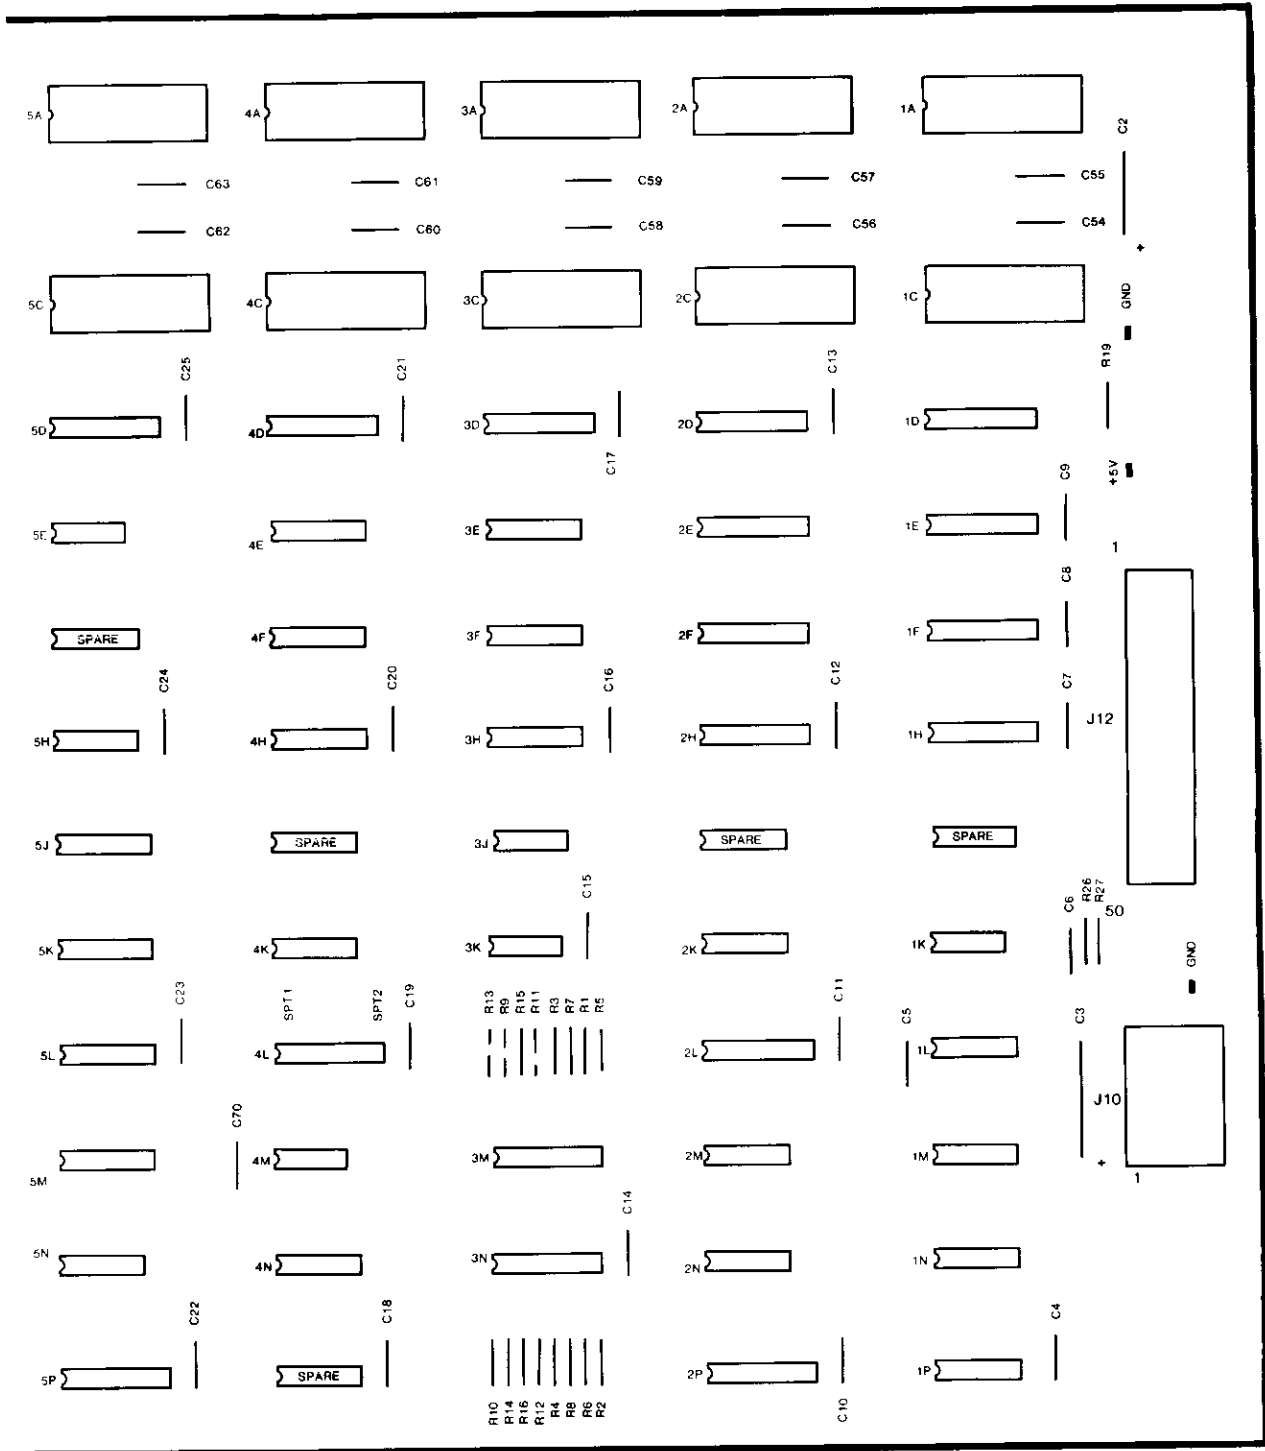 5A 4A 3A 2A 1A C2
C63 C61 C59 C57 C55
C62 C60 C58 C56 C54
+
5C 4C 3C 2C 1C GND
C25 C21 C13 R19
5D 4D 3D 2D 1D
C17 C9 +5V
5E 4E 3E 2E 1E 1
C8
SPARE 4F 3F 2F 1F
C24 C20 C16 C12 C7
5H 4H 3H 2H 1H J12
5J SPARE 3J SPARE SPARE
C15 C6 R26 R27 50
5K 4K 3K 2K 1K GND
C23 SPT1 SPT2 C19 R13 R9 R15 R11 R3 R7 R1 R5 C11 C5 C3
5L 4L 2L 1L
C70 J10
5M 4M 3M 2M 1M + 1
C14
5N 4N 3N 2N 1N
C22 C18 C4
5P SPARE 2P 1P
R10 R14 R16 R12 R4 R8 R6 R2 C10